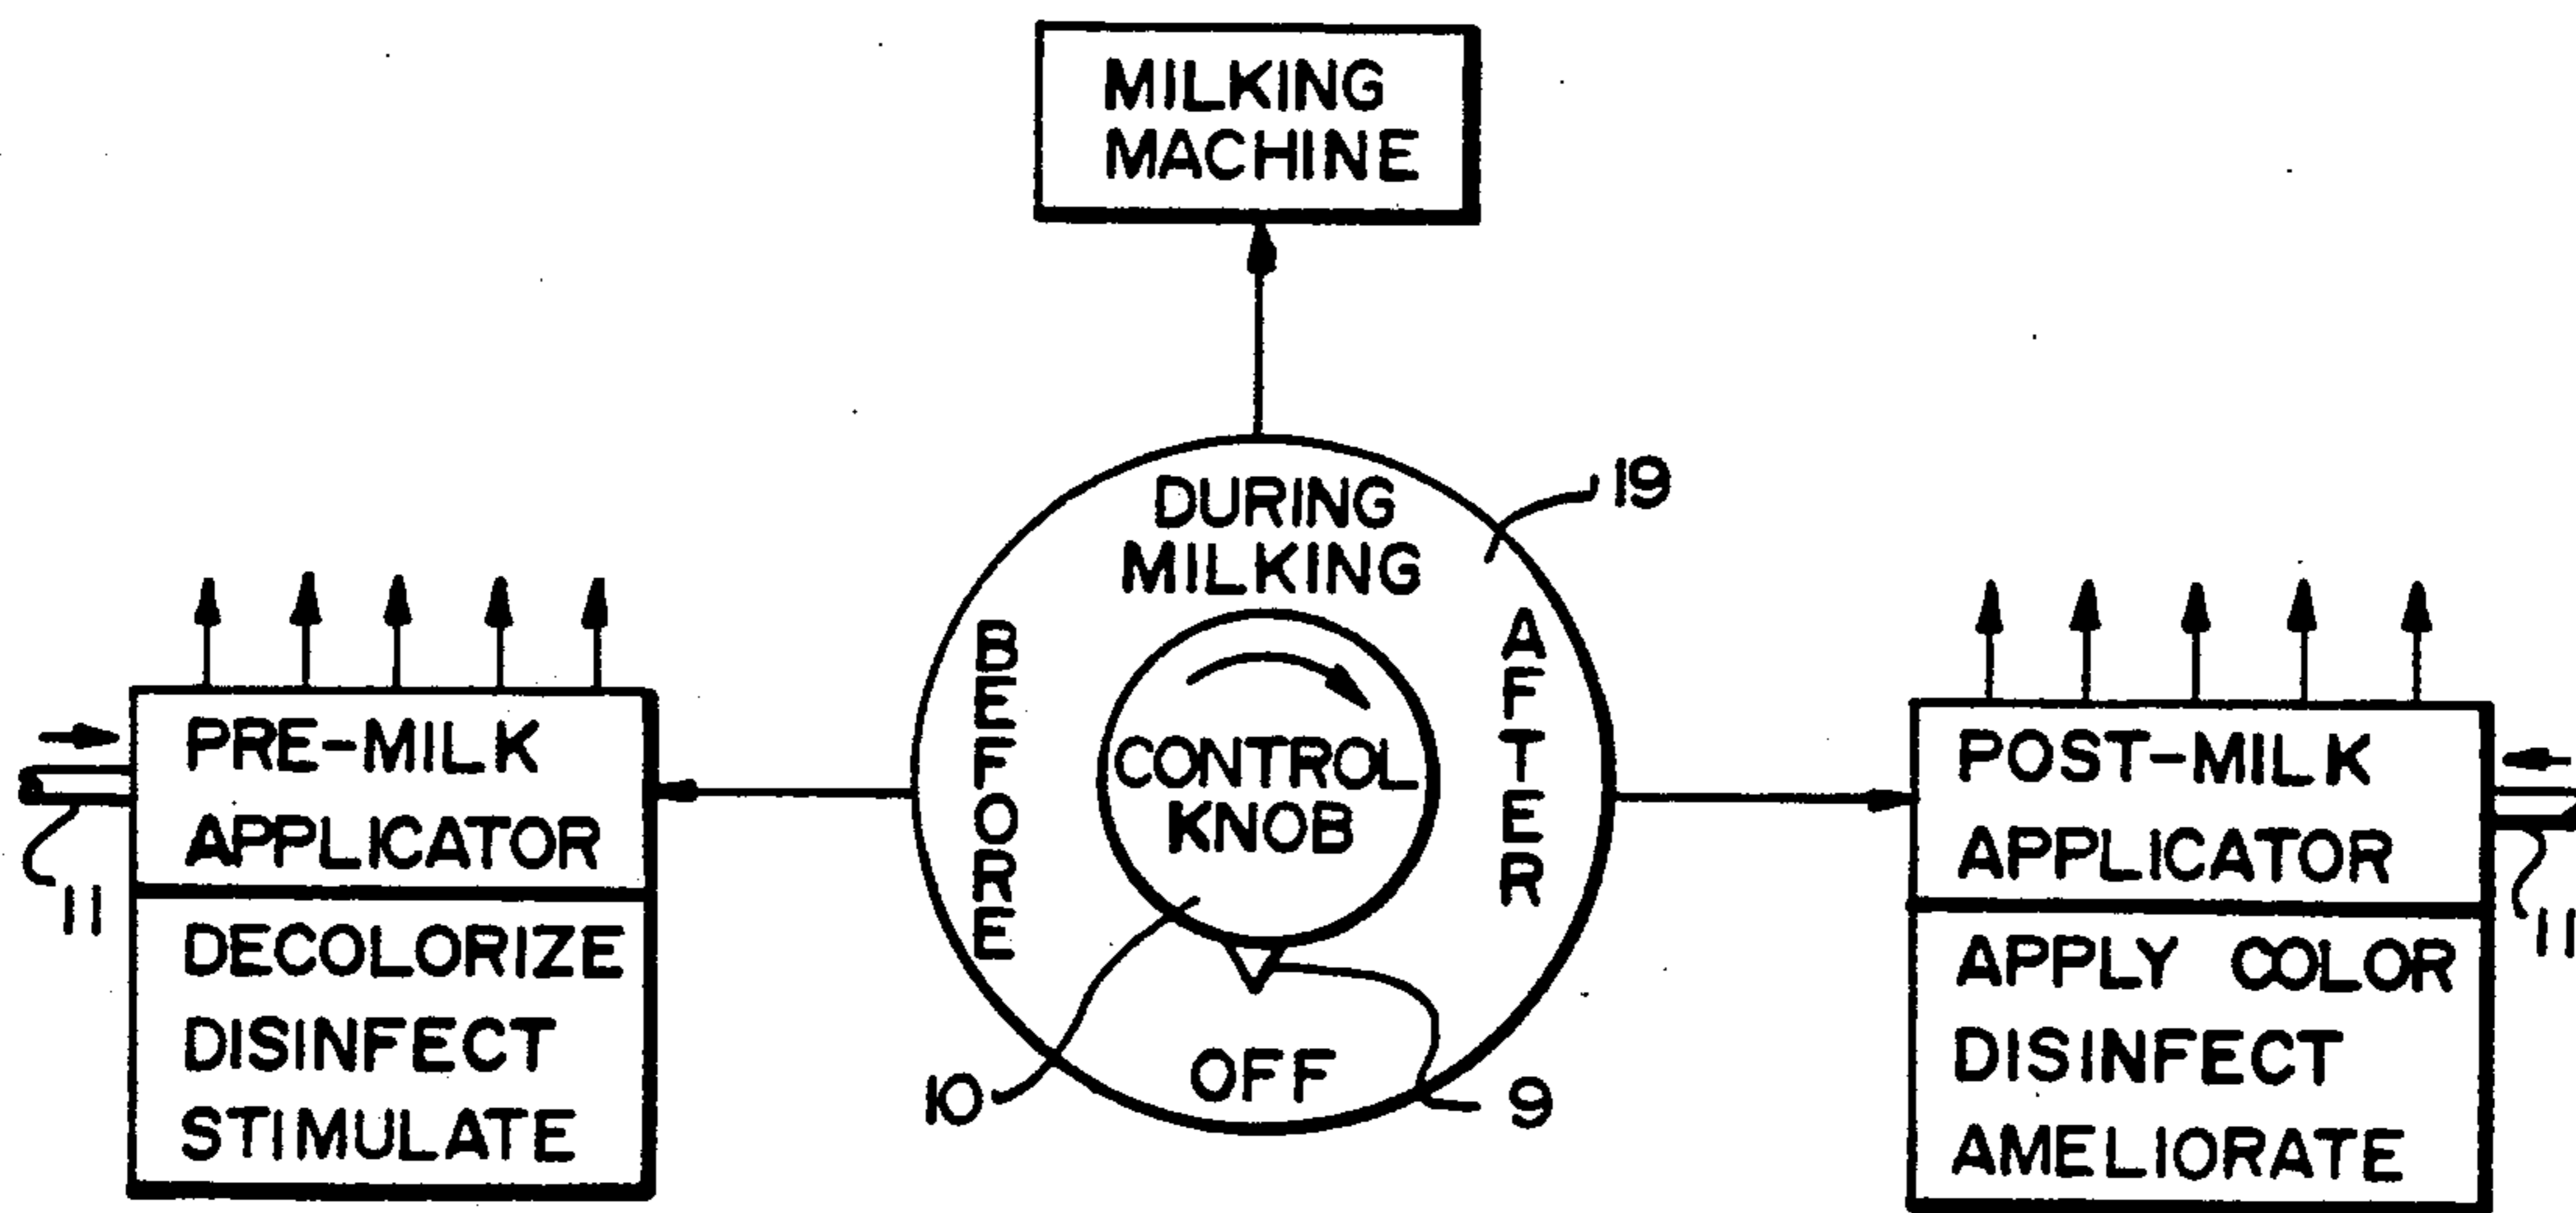 MILKING
MACHINE
DURING
MILKING
19
BEFORE
AFTER
CONTROL
KNOB
OFF
10
9
PRE-MILK
APPLICATOR
11
DECOLORIZE
DISINFECT
STIMULATE
POST-MILK
APPLICATOR
11
APPLY COLOR
DISINFECT
AMELIORATE